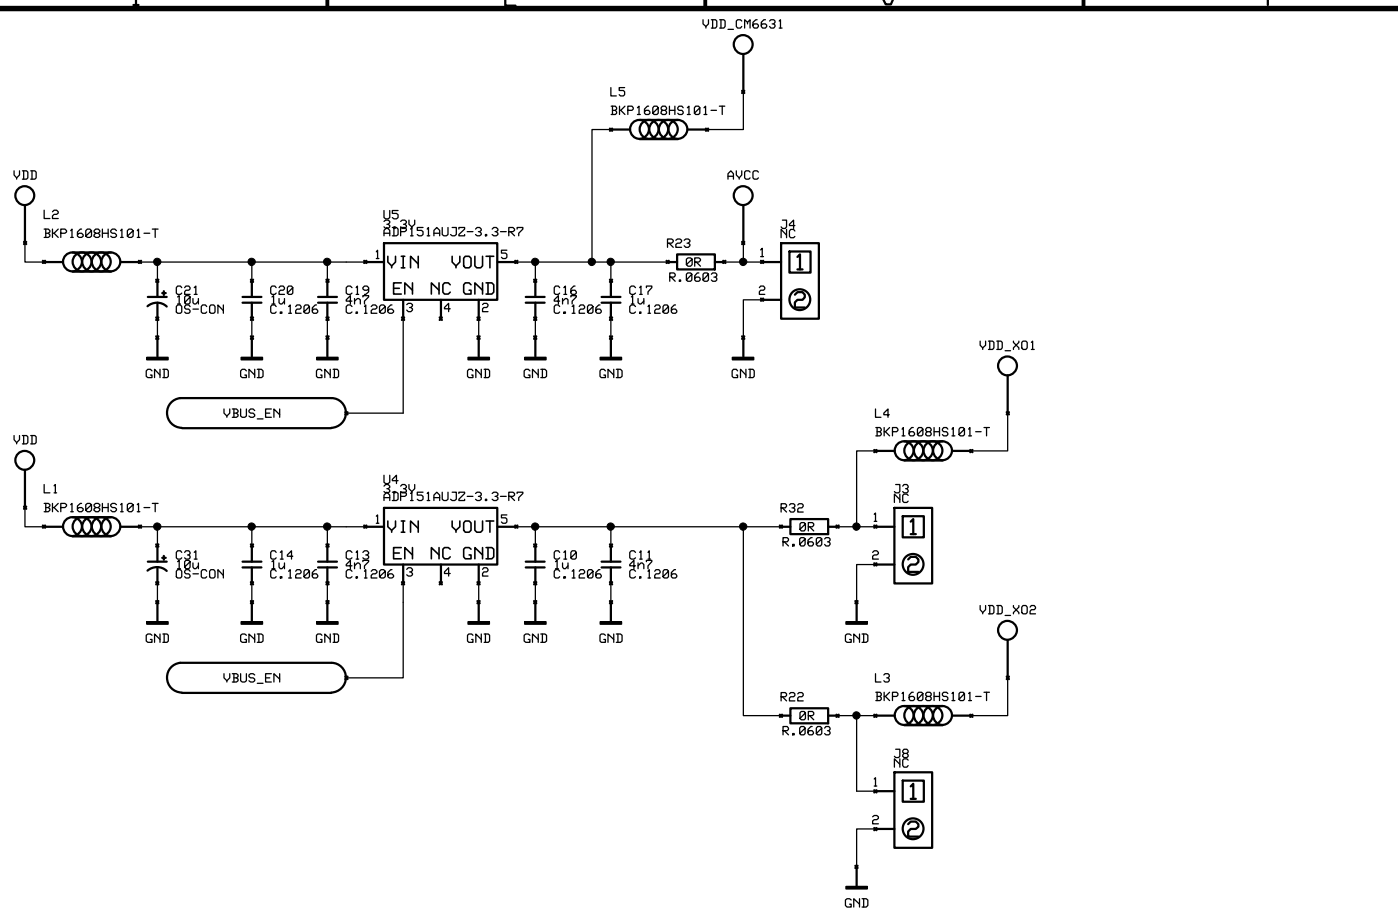 VDD_CM6631
L5
BKP1608HS101-T
VDD
AVCC
L2
BKP1608HS101-T
U5
3.3V
ADP151AUJZ-3.3-R7
R23
0R
R.0603
J4
NC
1 VIN VOUT 5
EN NC GND
3 4 2
1 1
2 2
C21
10u
OS-CON
C20
1u
C.1206
C19
4n7
C.1206
C16
4n7
C.1206
C17
1u
C.1206
GND GND GND GND GND GND
VDD_XO1
VBUS_EN
L4
BKP1608HS101-T
VDD
L1
BKP1608HS101-T
U4
3.3V
ADP151AUJZ-3.3-R7
R32
0R
R.0603
J3
NC
1 VIN VOUT 5
EN NC GND
3 4 2
1 1
2 2
C31
10u
OS-CON
C14
1u
C.1206
C13
4n7
C.1206
C10
1u
C.1206
C11
4n7
C.1206
GND GND GND GND GND GND GND
VDD_XO2
VBUS_EN
L3
BKP1608HS101-T
R22
0R
R.0603
J8
NC
1 1
2 2
GND